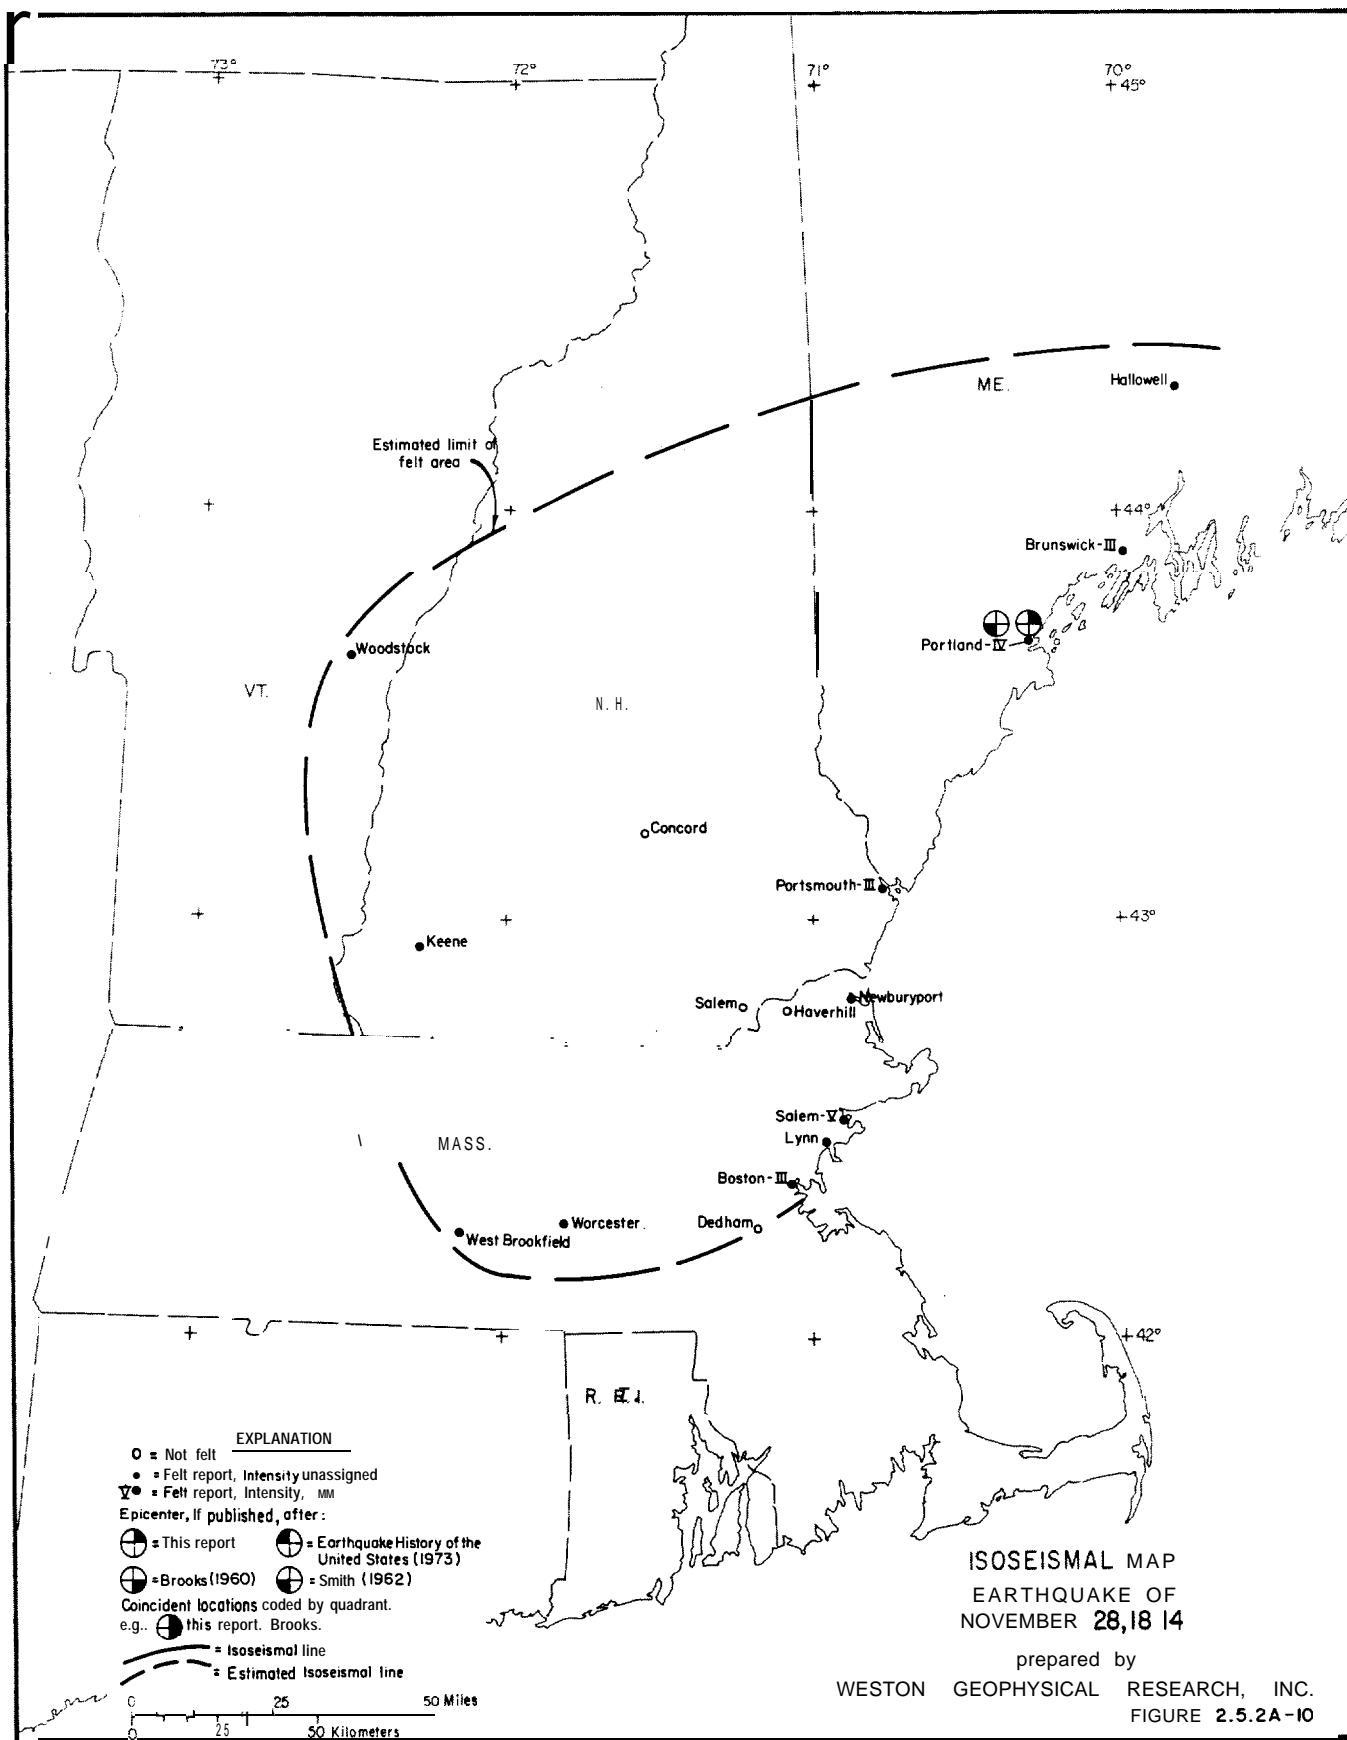 73° 72° 71° 70°
45°
ME.
Hallowell
Estimated limit of
felt area
44°
Brunswick-III
Portland-IV
Woodstock
VT.
N. H.
Concord
Portsmouth-III
43°
Keene
Newburyport
Salem
Haverhill
Salem-V
Lynn
MASS.
Boston-III
Worcester.
Dedham
West Brookfield
42°
R. I.
EXPLANATION
O = Not felt
• = Felt report, Intensity unassigned
V• = Felt report, Intensity, MM
Epicenter, If published, after:
= This report
= Earthquake History of the
United States (1973)
= Brooks (1960)
= Smith (1962)
Coincident locations coded by quadrant.
e.g.. this report. Brooks.
= Isoseismal line
= Estimated Isoseismal line
0 25 50 Miles
0 25 50 Kilometers
ISOSEISMAL MAP
EARTHQUAKE OF
NOVEMBER 28, 18 14
prepared by
WESTON GEOPHYSICAL RESEARCH, INC.
FIGURE 2.5.2A-10